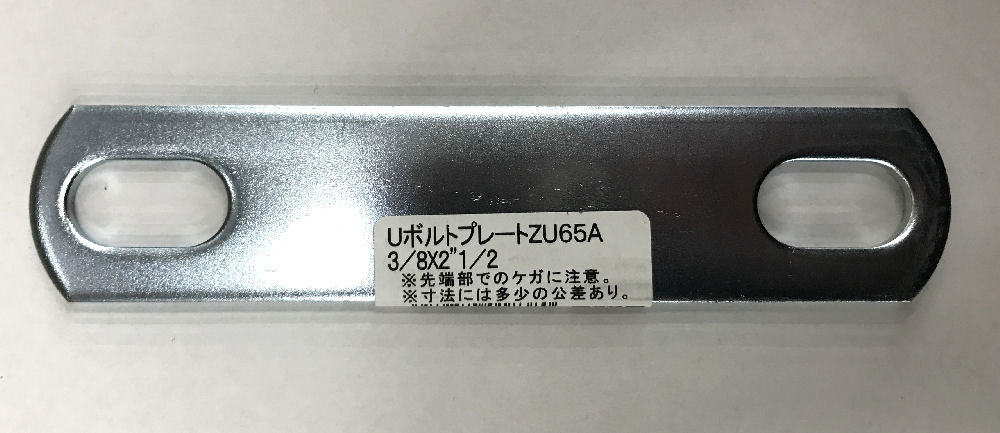 UボルトプレートZU65A
3/8X2"1/2
※先端部でのケガに注意。
※寸法には多少の公差あり。